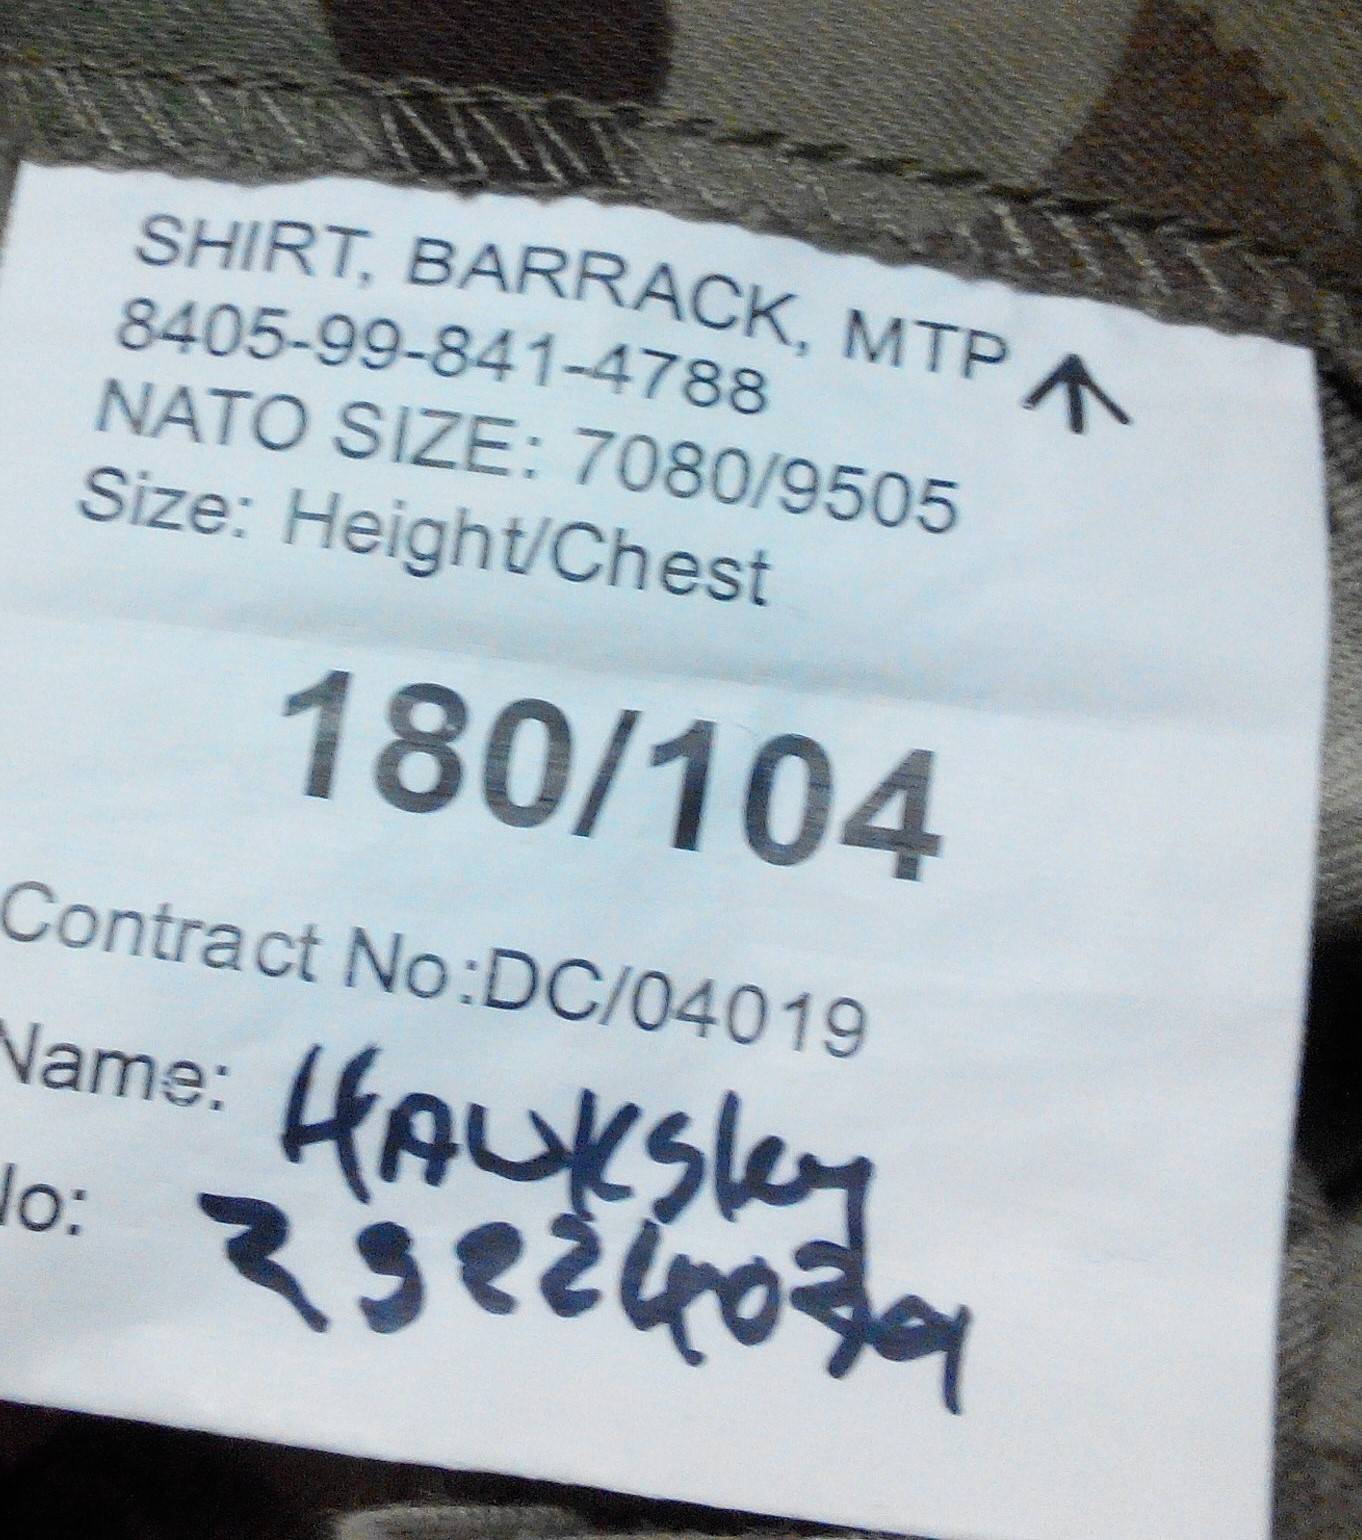 SHIRT, BARRACK, MTP
8405-99-841-4788
NATO SIZE: 7080/9505
Size: Height/Chest
180/104
Contract No:DC/04019
Name: HAWKSley
No: